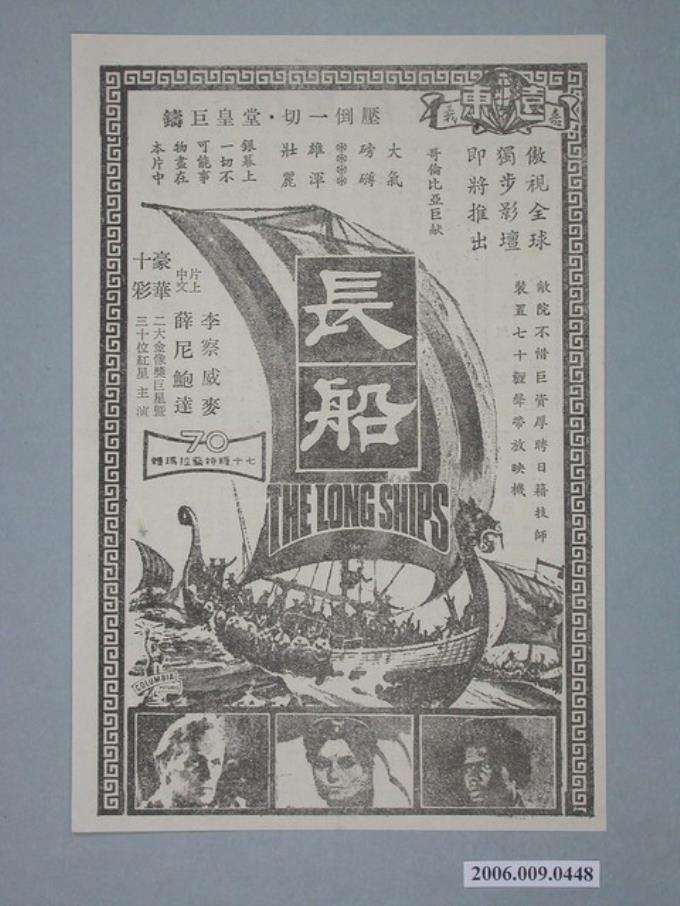 嘉義
遠東
傲視全球
獨步影壇
即將推出
哥倫比亞巨献
壓倒一切・堂皇巨鑄
大氣
磅礴
雄渾
壯麗
銀幕上
一切不
可能事
物盡在
本片中
敝院不惜巨資厚聘日籍技師
裝置七十糎聲帶放映機
長船
THE LONG SHIPS
片上
中文
豪華
十彩
李察威麥
薛尼鮑達
二大金像獎巨星暨
三十位紅星主演
70
七十糎特藝拉瑪體
COLUMBIA
PICTURES
2006.009.0448